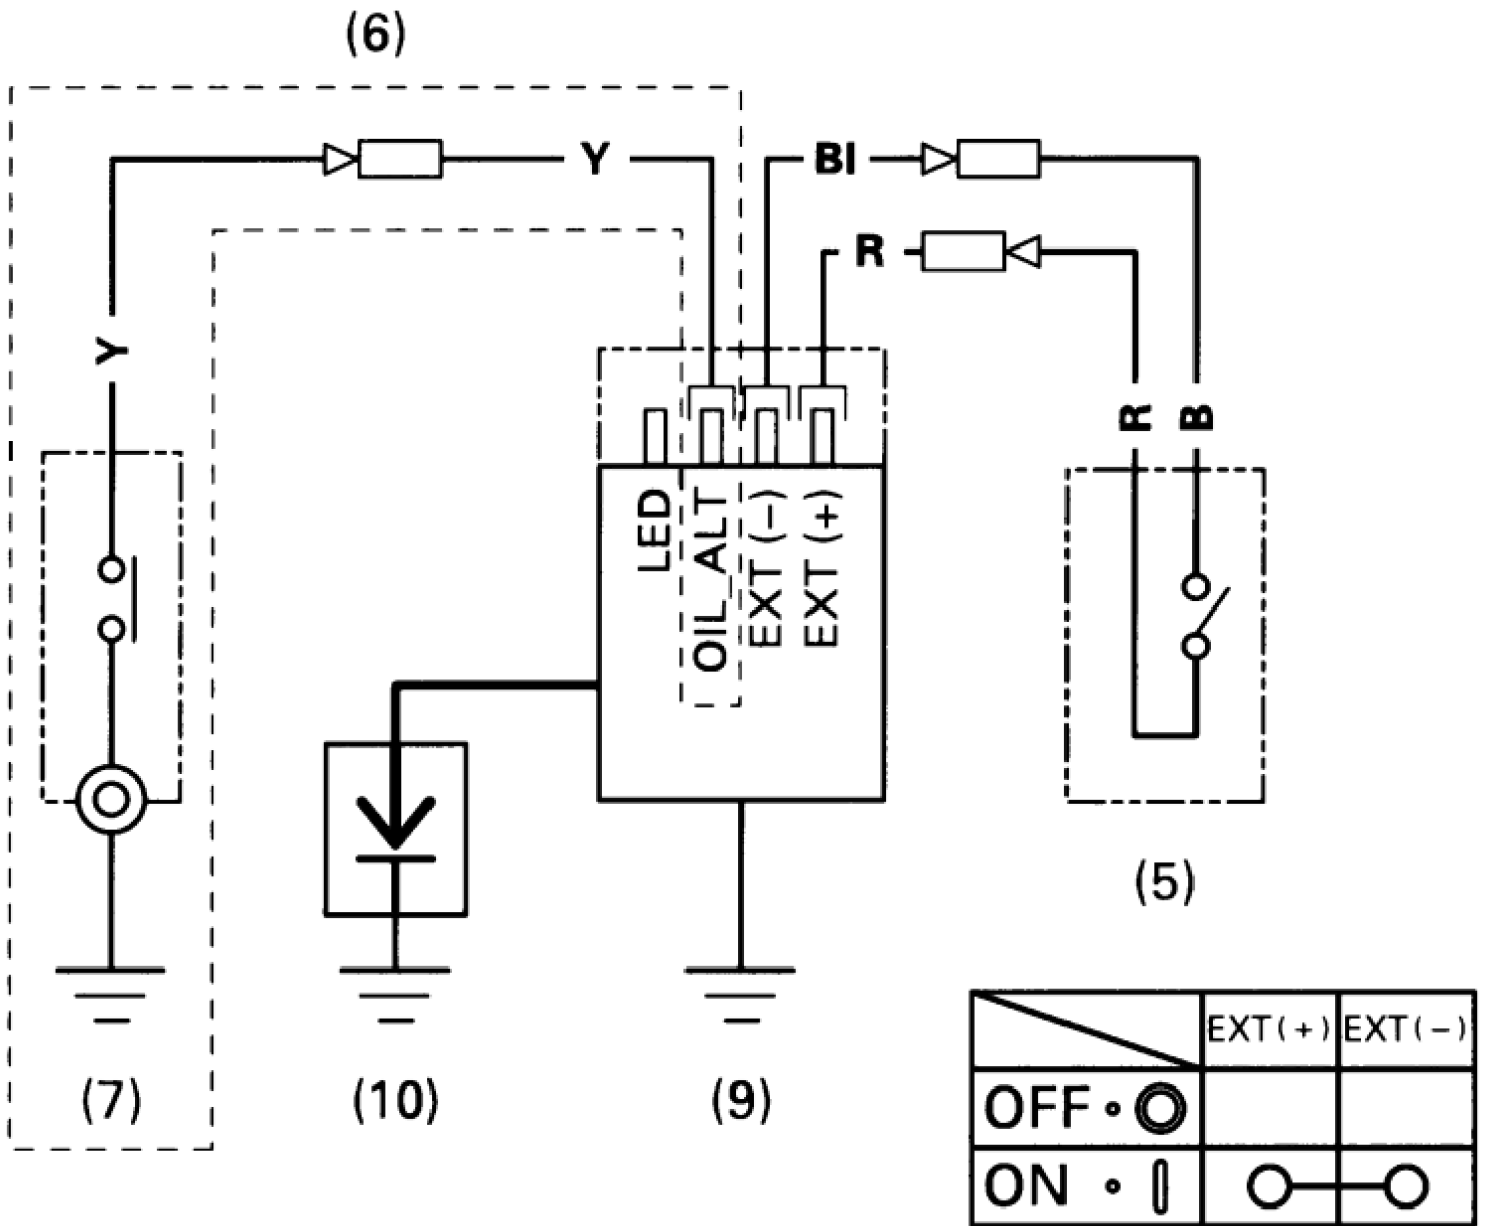 (6)
Y
Bl
R
Y
R
B
LED
OIL_ALT
EXT (–)
EXT (+)
(5)
(7)
(10)
(9)
EXT(+)
EXT(–)
OFF
ON